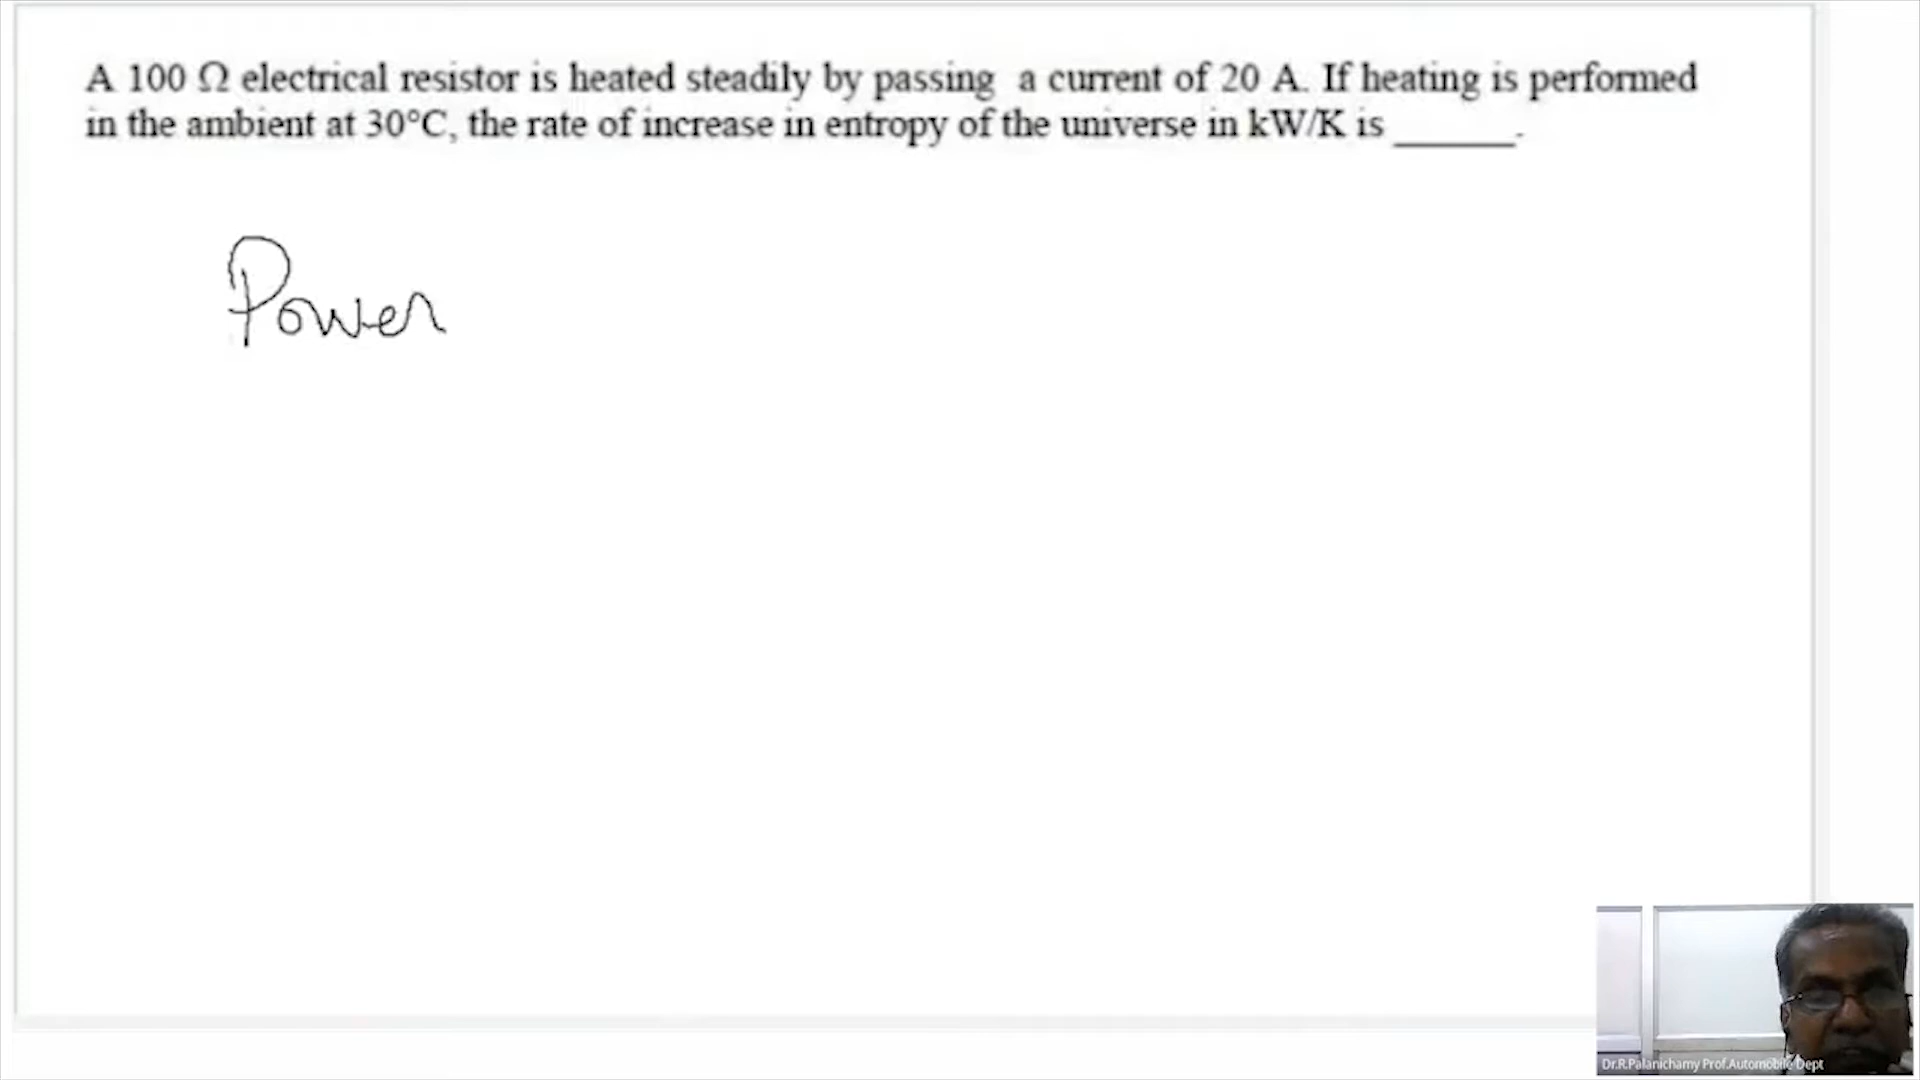 A 100 Ω electrical resistor is heated steadily by passing a current of 20 A. If heating is performed
in the ambient at 30°C, the rate of increase in entropy of the universe in kW/K is ______.
Power
Dr.R.Palanichamy Prof.Automobile Dept